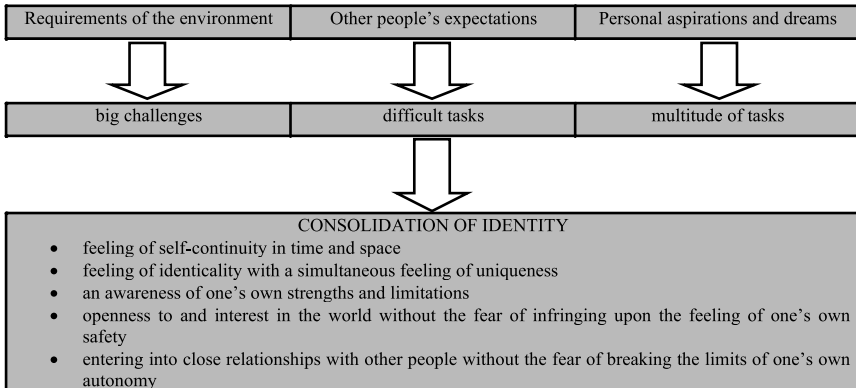 Requirements of the environment
Other people’s expectations
Personal aspirations and dreams
big challenges
difficult tasks
multitude of tasks
CONSOLIDATION OF IDENTITY
• feeling of self-continuity in time and space
• feeling of identicality with a simultaneous feeling of uniqueness
• an awareness of one’s own strengths and limitations
• openness to and interest in the world without the fear of infringing upon the feeling of one’s own
safety
• entering into close relationships with other people without the fear of breaking the limits of one’s own
autonomy